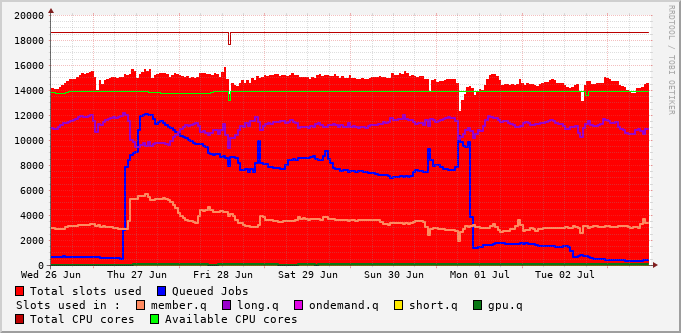 20000
18000
16000
14000
12000
10000
8000
6000
4000
2000
0
Wed 26 Jun Thu 27 Jun Fri 28 Jun Sat 29 Jun Sun 30 Jun Mon 01 Jul Tue 02 Jul
Total slots used Queued Jobs
Slots used in : member.q long.q ondemand.q short.q gpu.q
Total CPU cores Available CPU cores
RRDTOOL / TOBI OETIKER